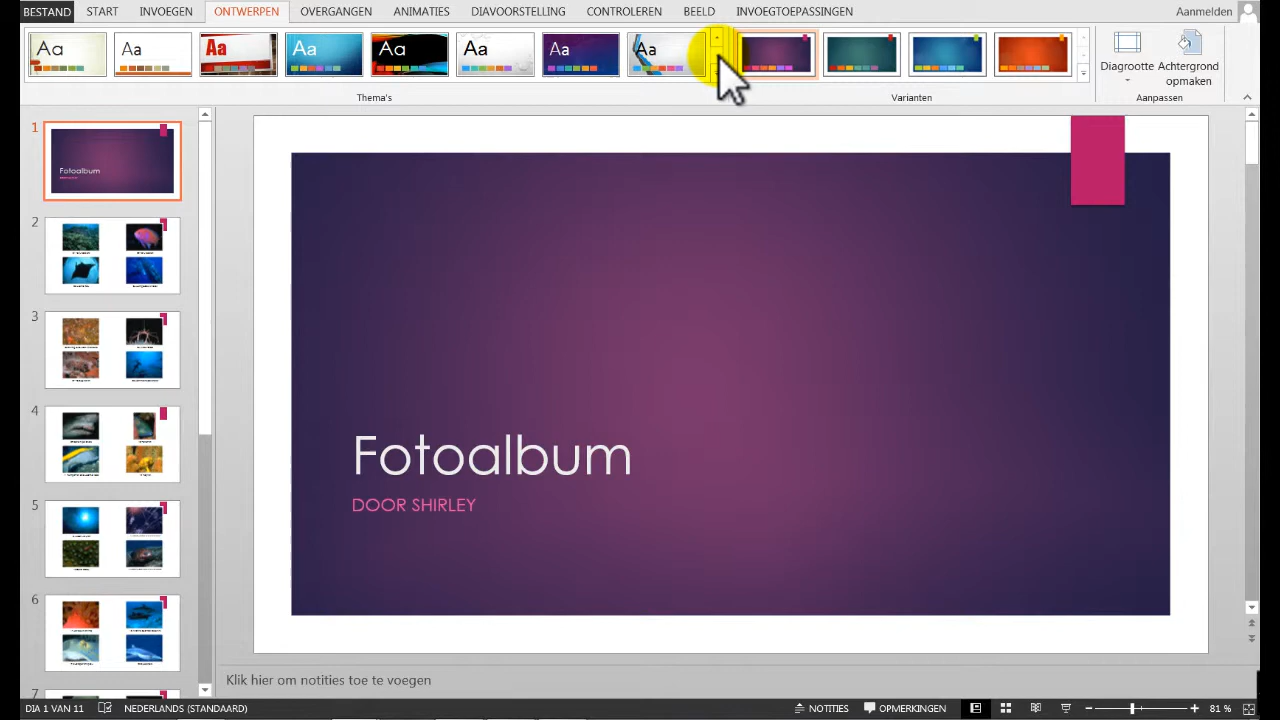 BESTAND START INVOEGEN ONTWERPEN OVERGANGEN ANIMATIES DIAVOORSTELLING CONTROLEREN BEELD INVOEGTOEPASSINGEN Aanmelden
Aa Aa Aa Aa Aa Aa Aa Aa
Diagrootte Achtergrond
opmaken
Thema's Varianten Aanpassen
1
Fotoalbum
2
3
4
5
6
7
Fotoalbum
DOOR SHIRLEY
Klik hier om notities toe te voegen
DIA 1 VAN 11 NEDERLANDS (STANDAARD) NOTITIES OPMERKINGEN 81 %